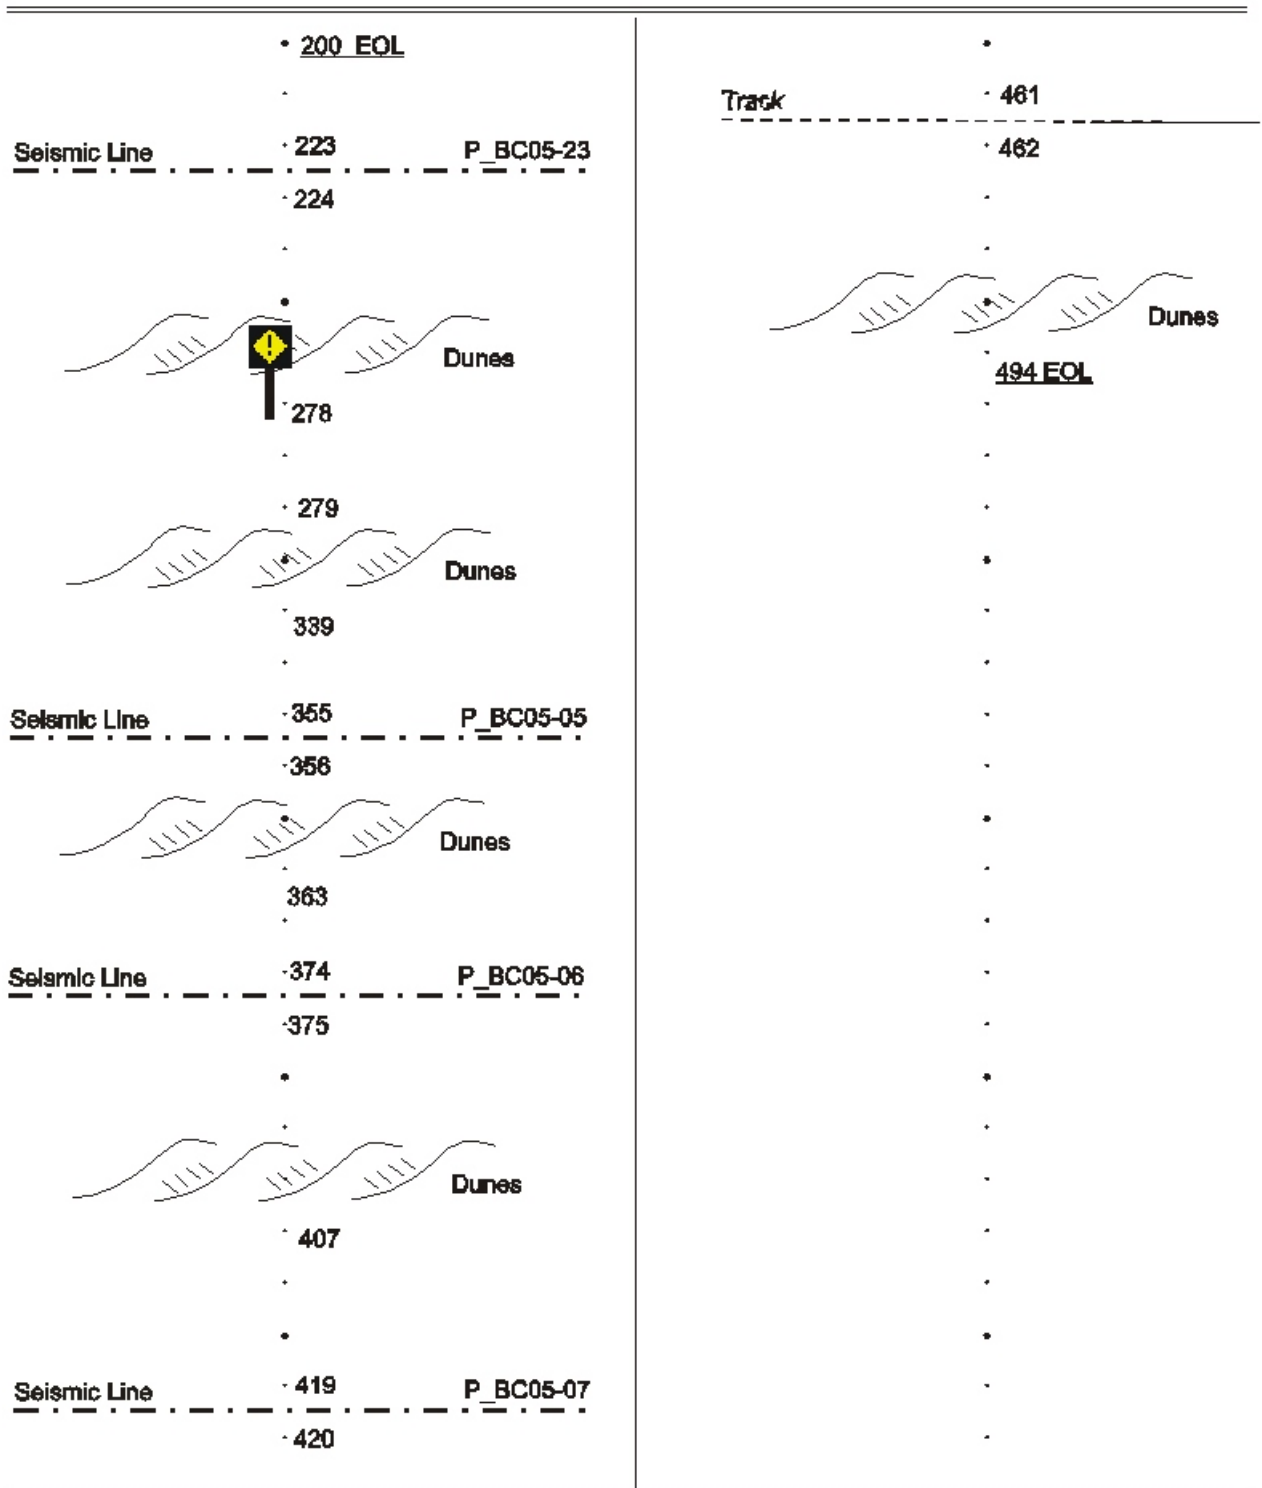 200 EOL
223
Seismic Line P_BC05-23
224
!
Dunes
278
279
Dunes
339
355
Seismic Line P_BC05-05
356
Dunes
363
374
Seismic Line P_BC05-06
375
Dunes
407
419
Seismic Line P_BC05-07
420
461
Track
462
Dunes
494 EOL